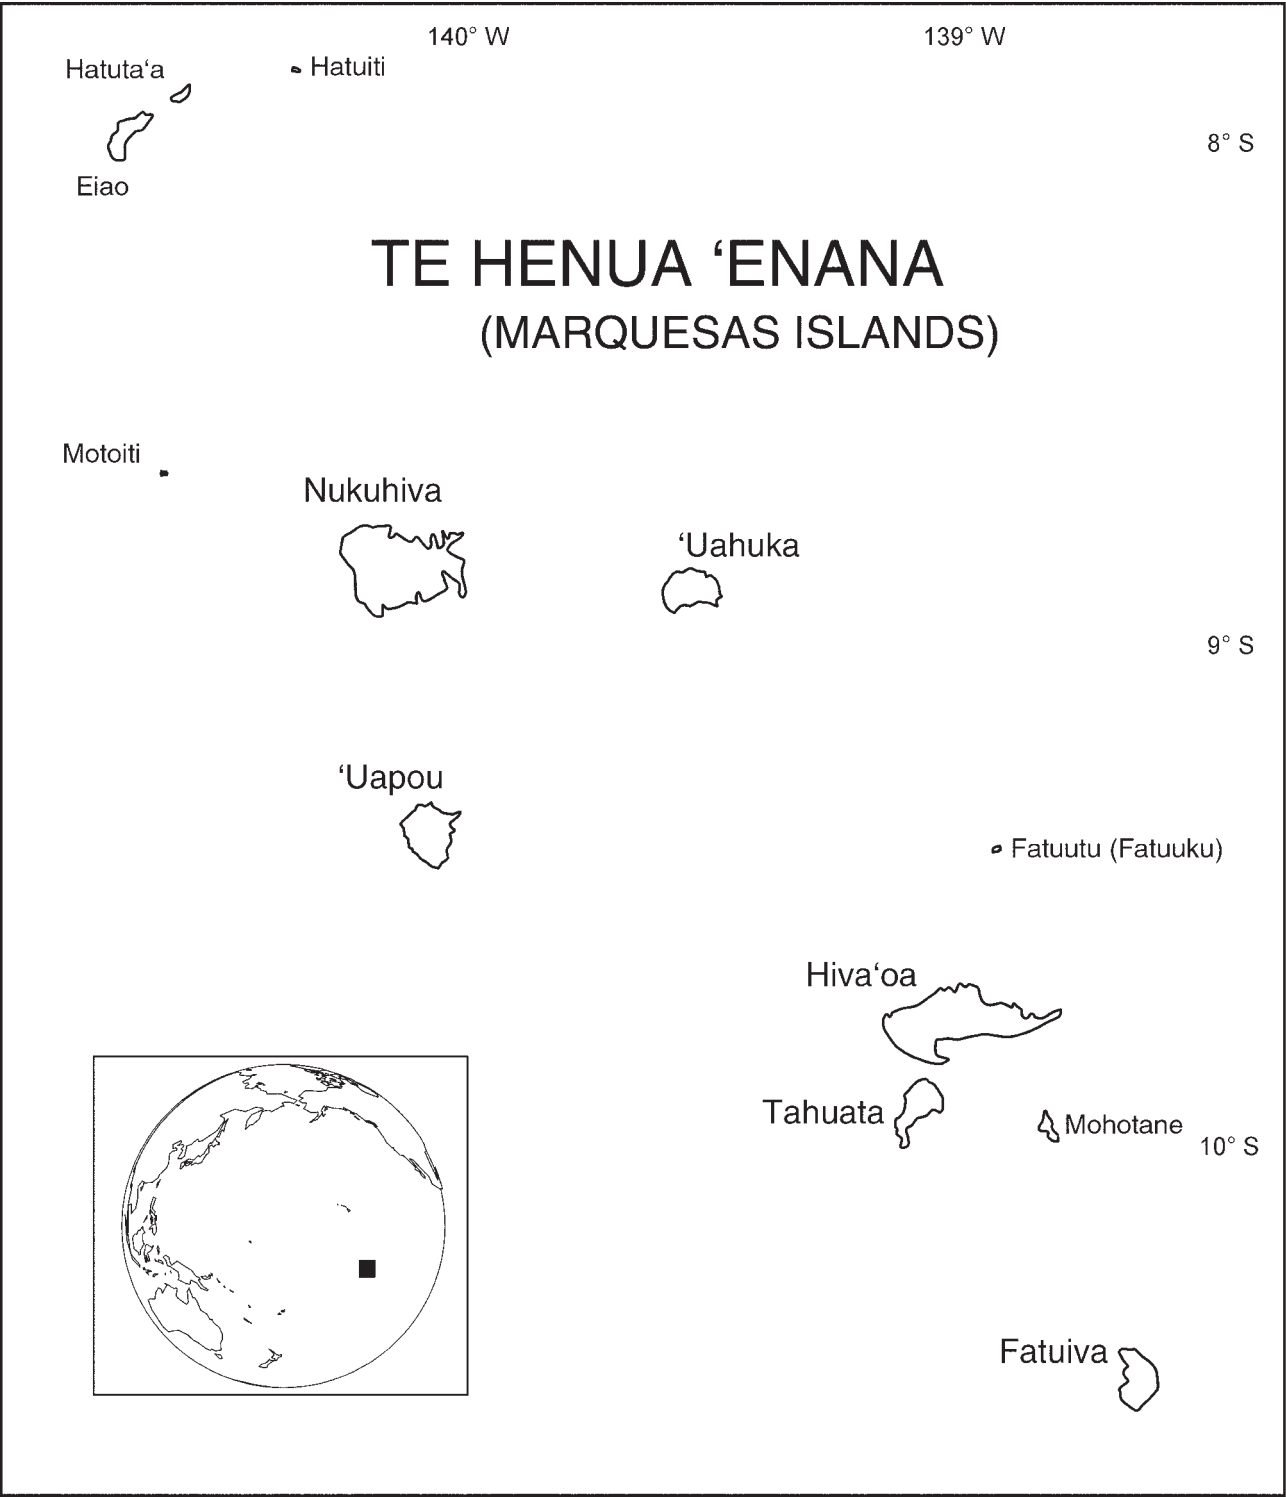 140° W
139° W
Hatuta‘a
Hatuiti
8° S
Eiao
TE HENUA ‘ENANA
(MARQUESAS ISLANDS)
Motoiti
Nukuhiva
‘Uahuka
9° S
‘Uapou
Fatuutu (Fatuuku)
Hiva‘oa
Tahuata
Mohotane
10° S
Fatuiva